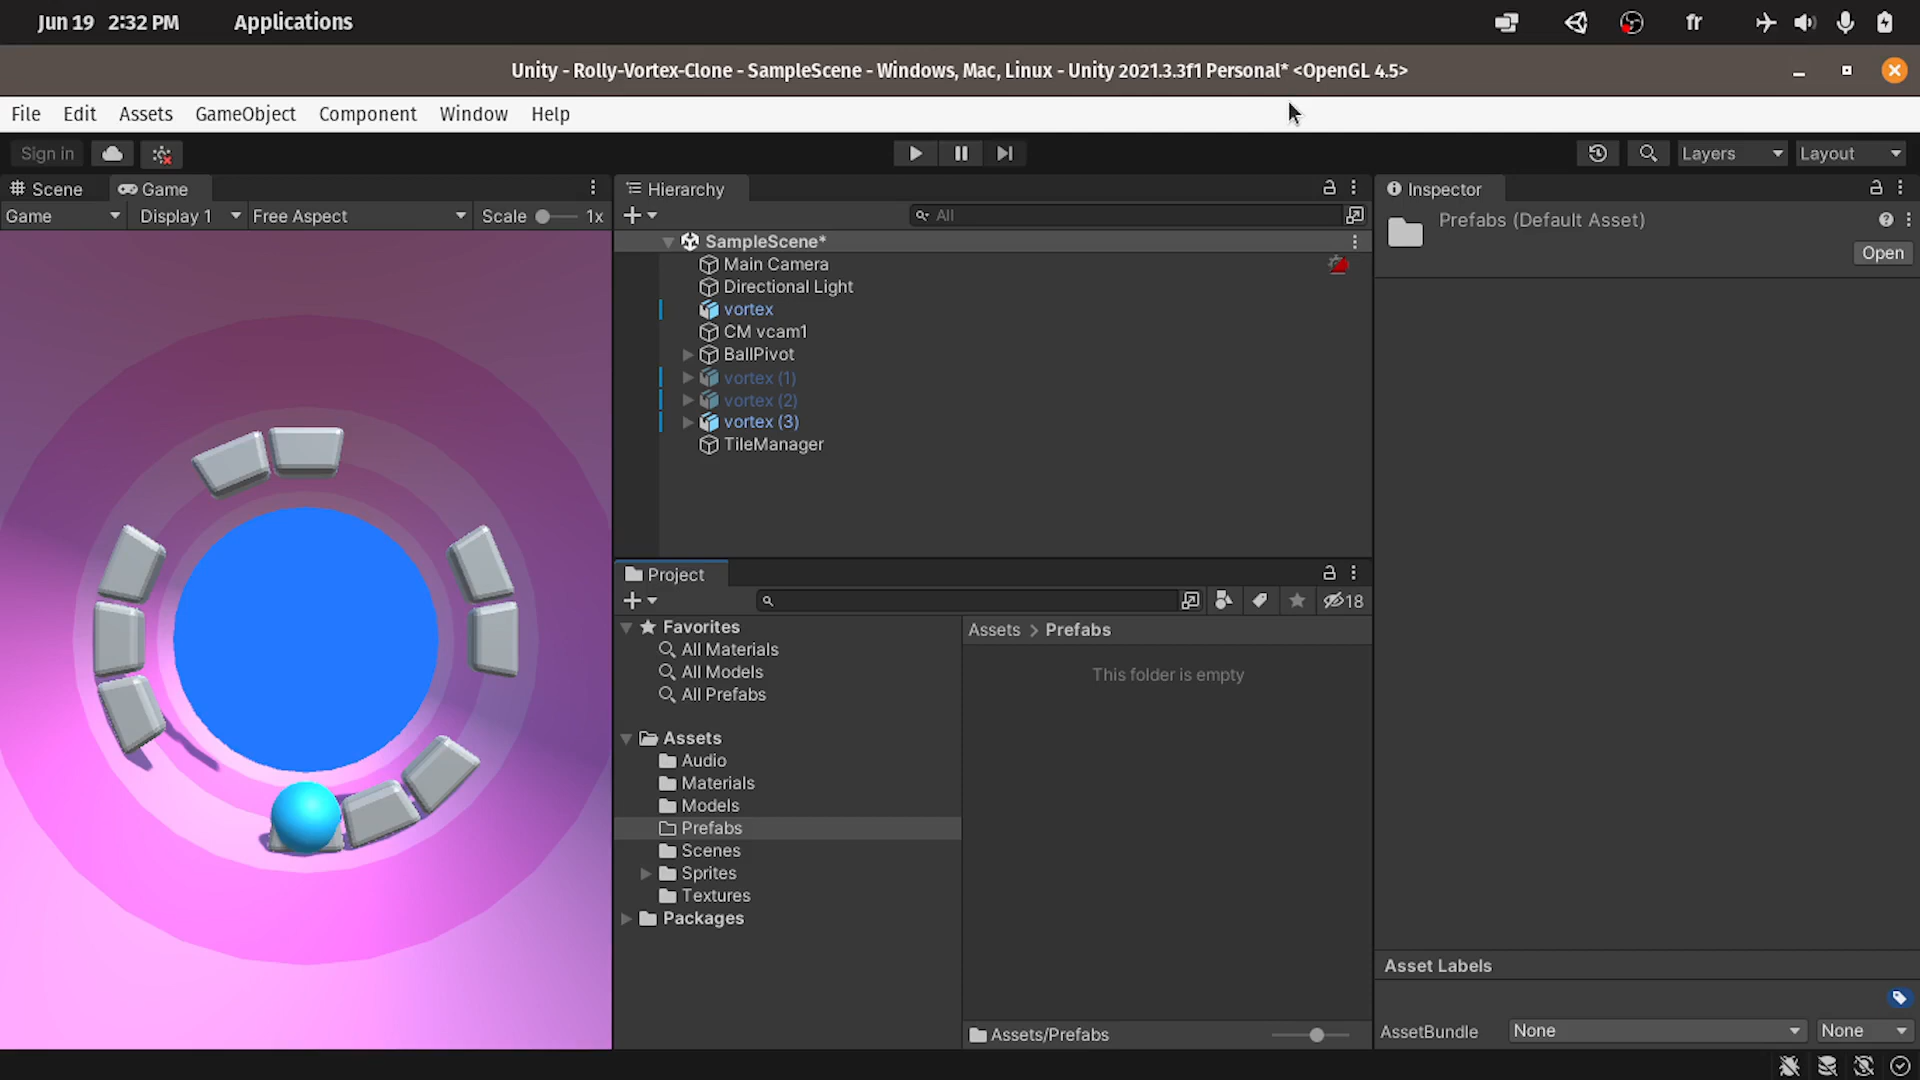 Jun 19 2:32 PM Applications fr
Unity - Rolly-Vortex-Clone - SampleScene - Windows, Mac, Linux - Unity 2021.3.3f1 Personal* <OpenGL 4.5>
File Edit Assets GameObject Component Window Help
Sign in Layers Layout
Scene Game
Game Display 1 Free Aspect Scale 1x
Hierarchy
All
SampleScene*
Main Camera
Directional Light
vortex
CM vcam1
BallPivot
vortex (1)
vortex (2)
vortex (3)
TileManager
Project
18
Favorites
All Materials
All Models
All Prefabs
Assets
Audio
Materials
Models
Prefabs
Scenes
Sprites
Textures
Packages
Assets > Prefabs
This folder is empty
Assets/Prefabs
Inspector
Prefabs (Default Asset)
Open
Asset Labels
AssetBundle None None